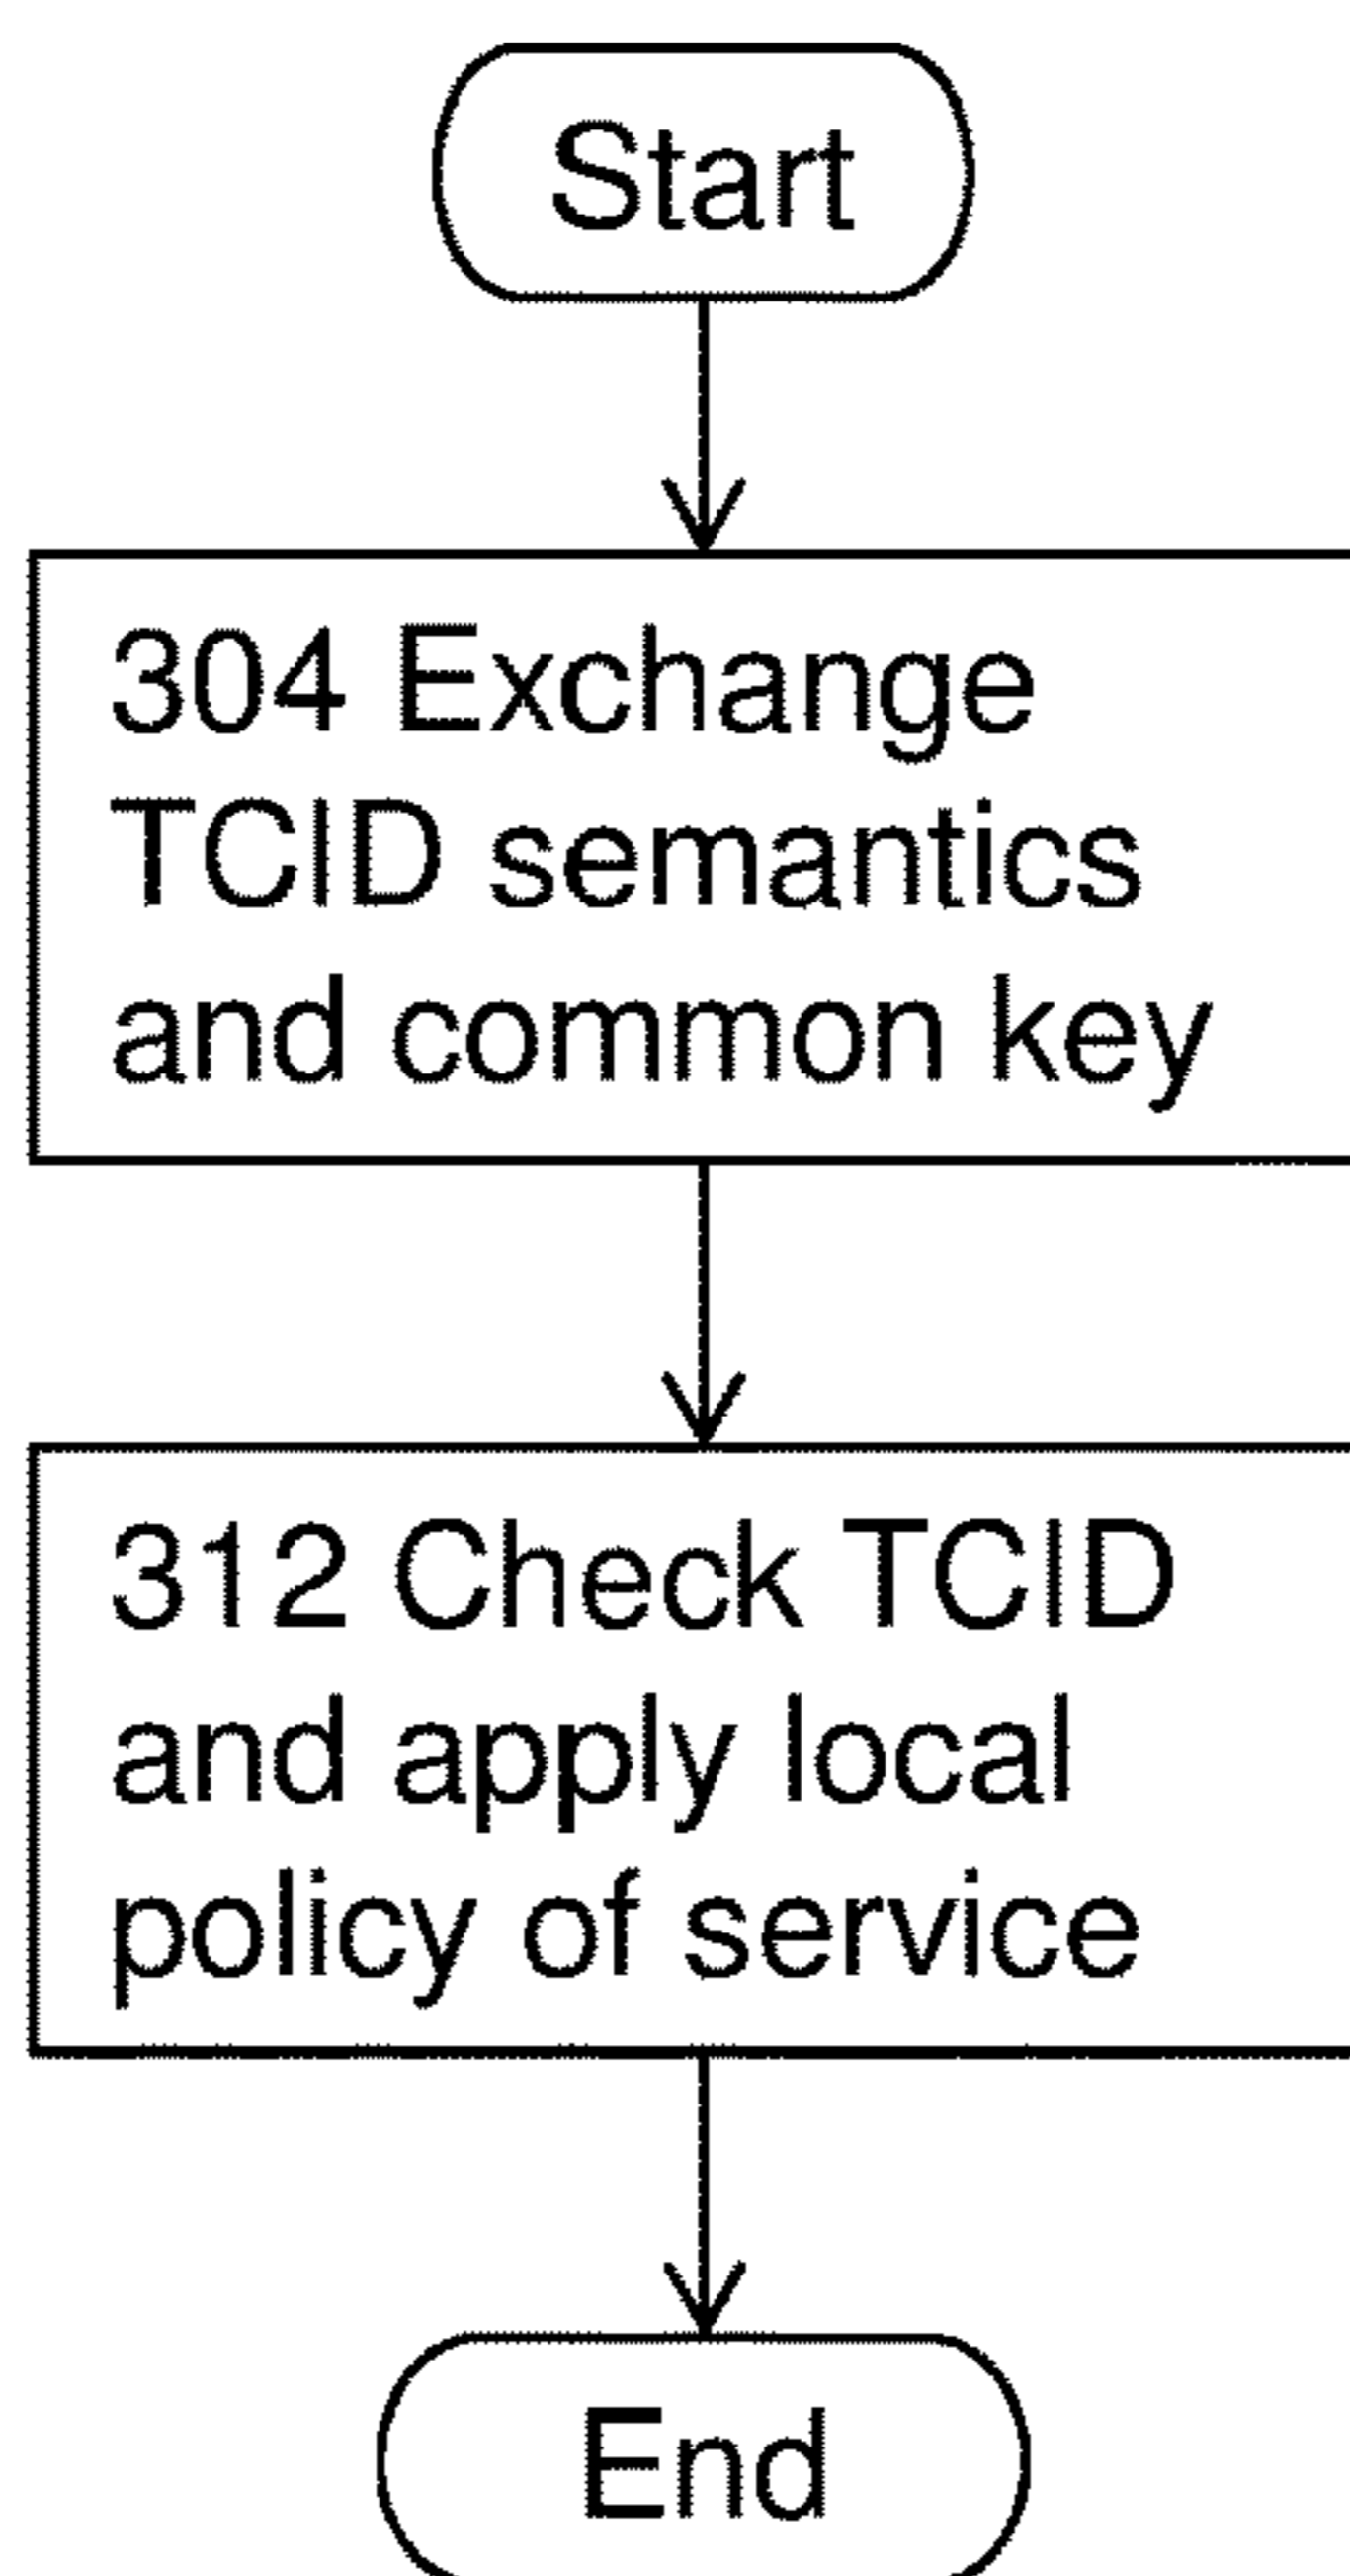 Start
304 Exchange
TCID semantics
and common key
312 Check TCID
and apply local
policy of service
End